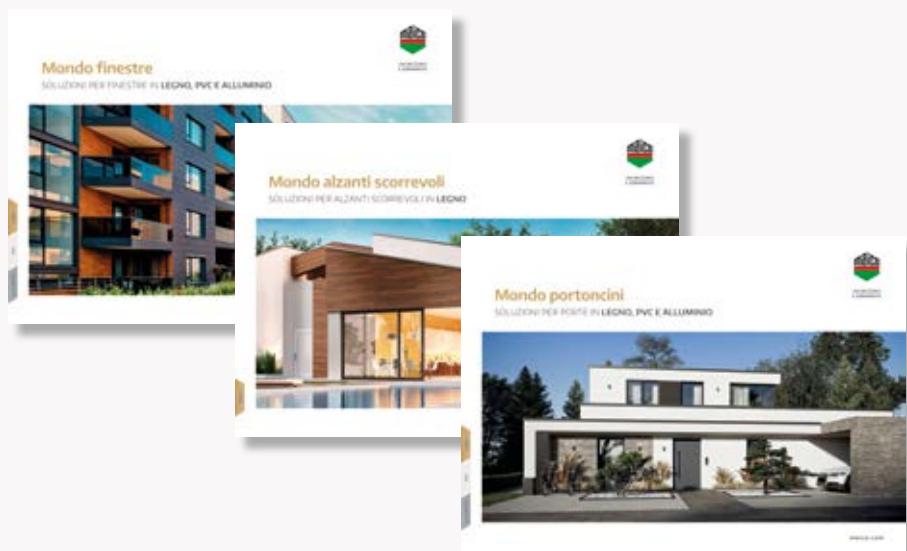 Mondo finestre
SOLUZIONI PER FINESTRE IN LEGNO, PVC E ALLUMINIO
Mondo alzanti scorrevoli
SOLUZIONI PER ALZANTI SCORREVOLI IN LEGNO
Mondo portoncini
SOLUZIONI PER PORTE IN LEGNO, PVC E ALLUMINIO